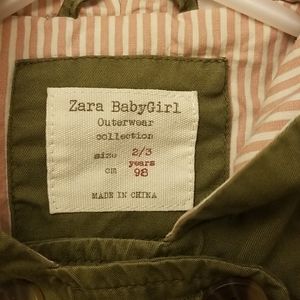 Zara BabyGirl
Outerwear
collection
size 2/3
years
cm 98
MADE IN CHINA